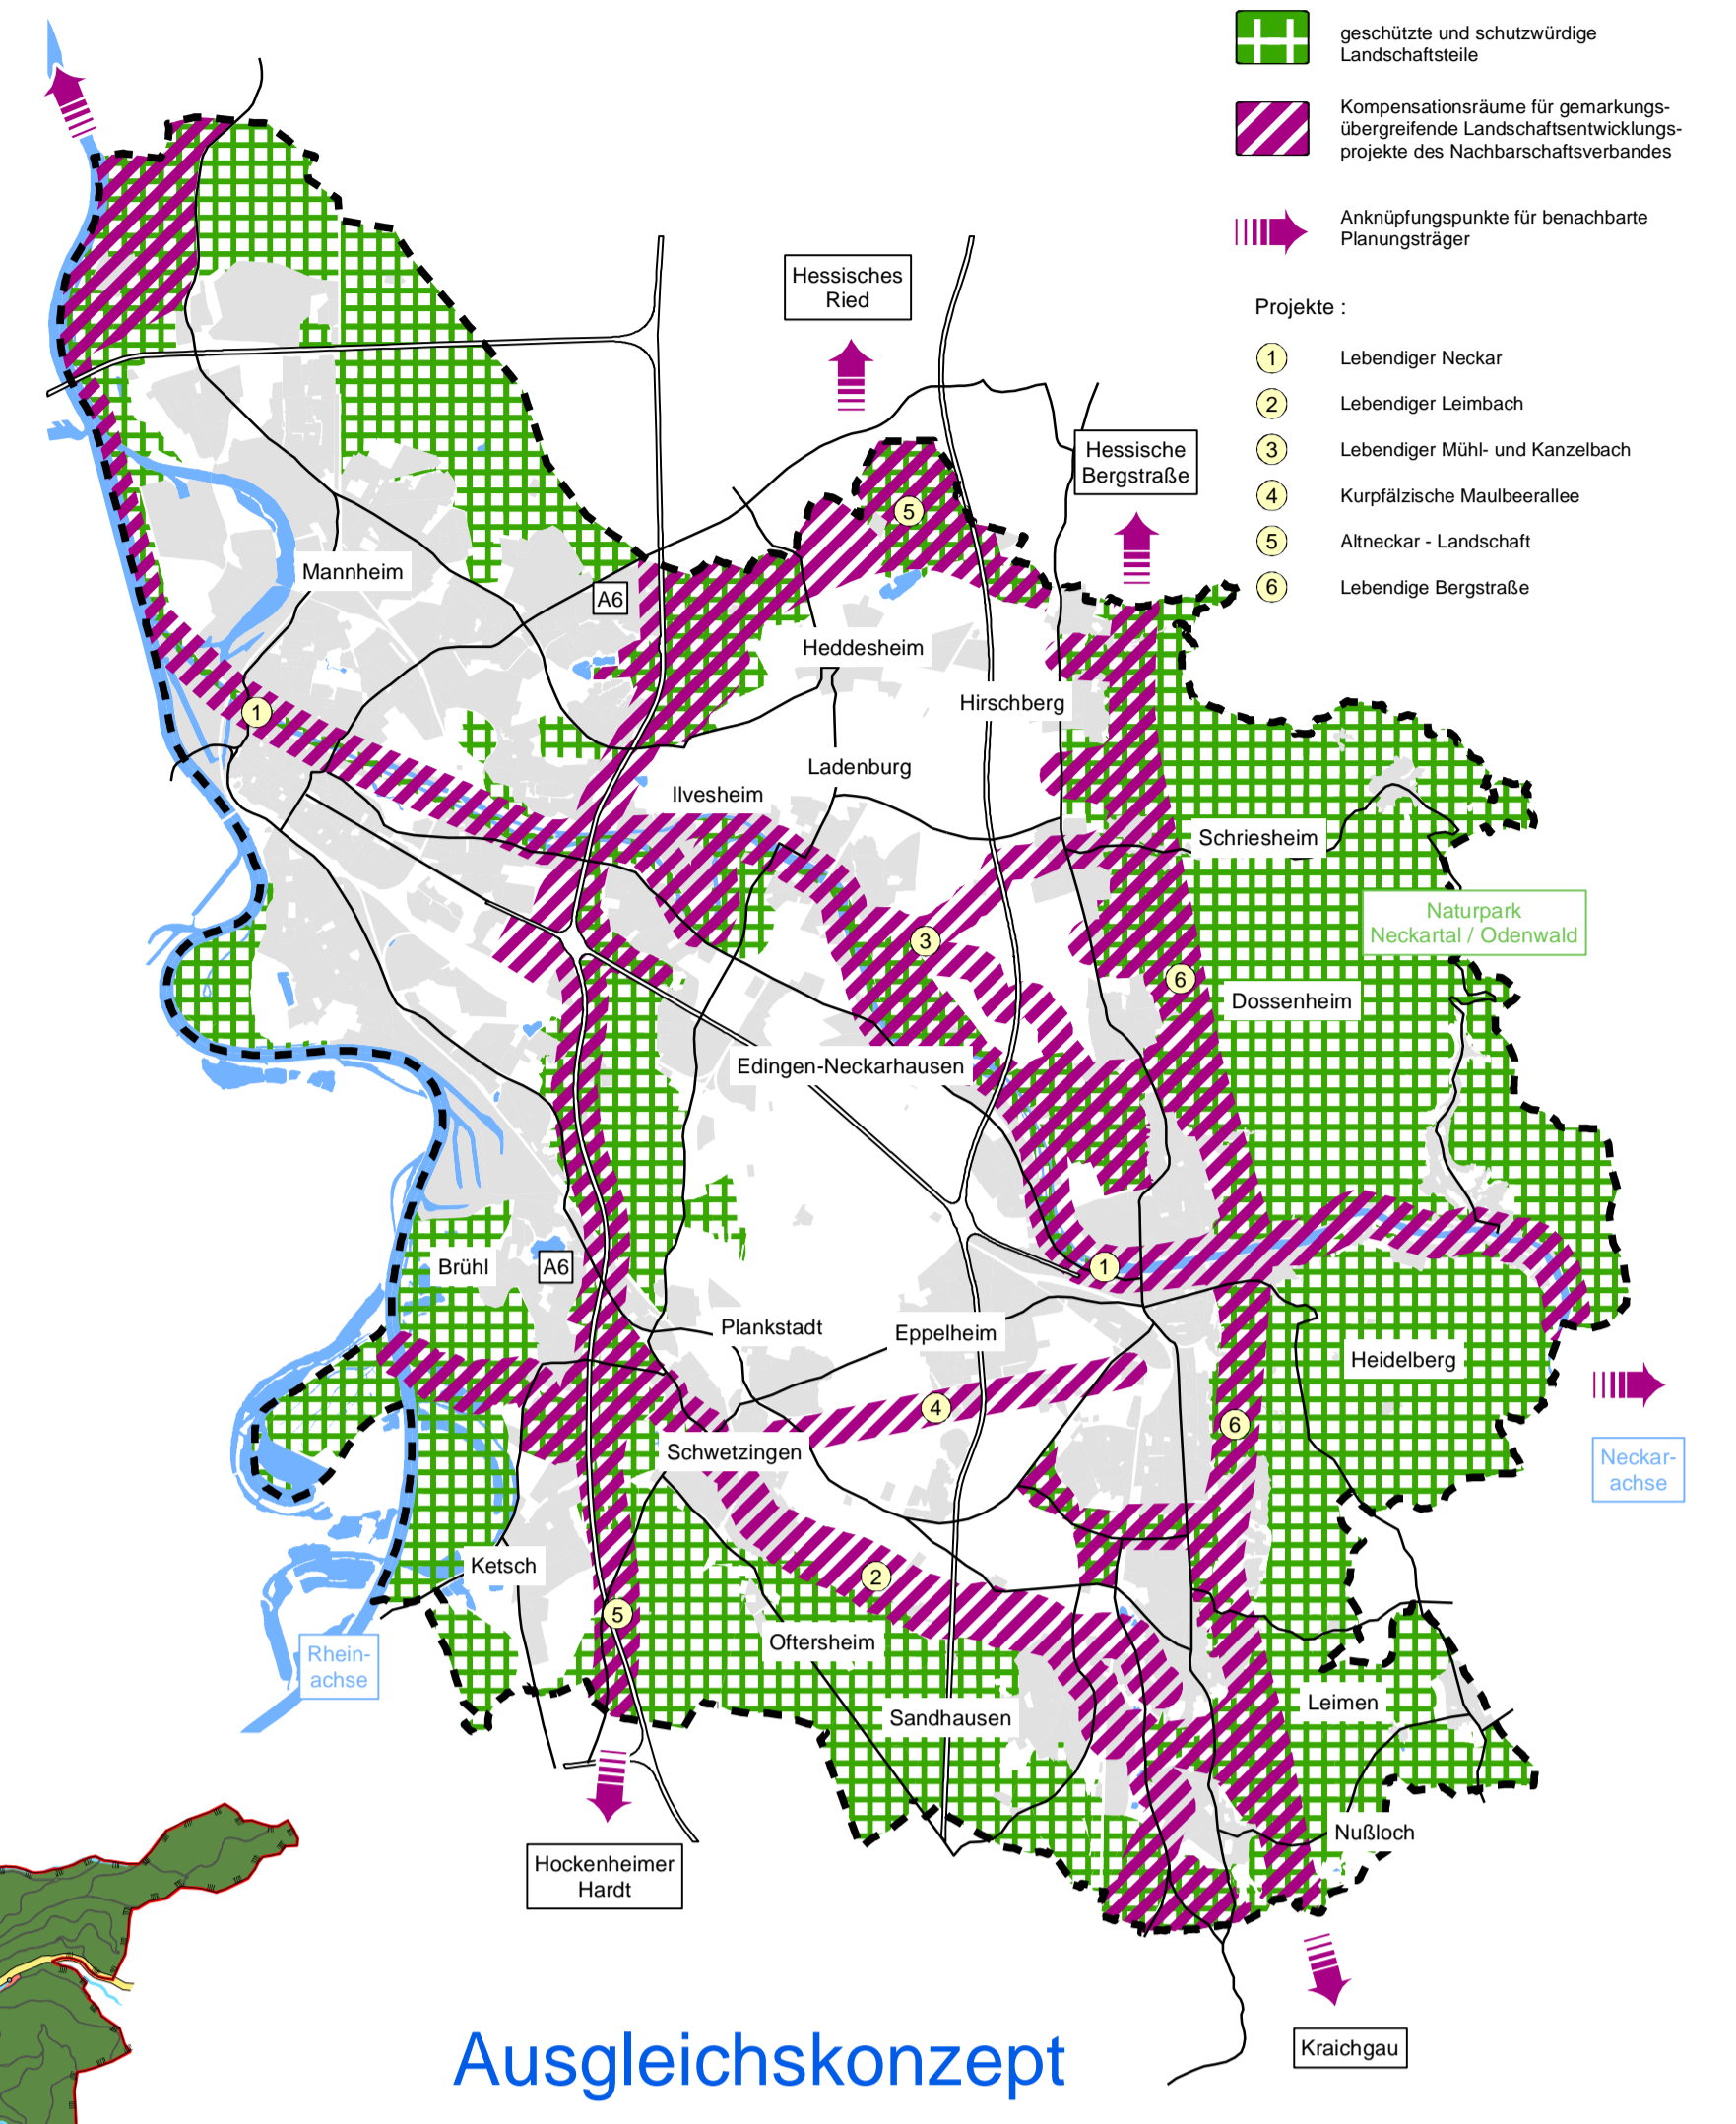 geschützte und schutzwürdige
Landschaftsteile
Kompensationsräume für gemarkungs-
übergreifende Landschaftsentwicklungs-
projekte des Nachbarschaftsverbandes
Anknüpfungspunkte für benachbarte
Planungsträger
Projekte :
1 Lebendiger Neckar
2 Lebendiger Leimbach
3 Lebendiger Mühl- und Kanzelbach
4 Kurpfälzische Maulbeerallee
5 Altneckar - Landschaft
6 Lebendige Bergstraße
Hessisches
Ried
Hessische
Bergstraße
5
Mannheim
A6
Heddesheim
Hirschberg
1
Ladenburg
Ilvesheim
Schriesheim
Naturpark
Neckartal / Odenwald
3
6
Dossenheim
Edingen-Neckarhausen
Brühl
A6
1
Plankstadt
Eppelheim
Heidelberg
4
6
Schwetzingen
Neckar-
achse
Ketsch
2
5
Oftersheim
Rhein-
achse
Leimen
Sandhausen
Nußloch
Hockenheimer
Hardt
Kraichgau
Ausgleichskonzept